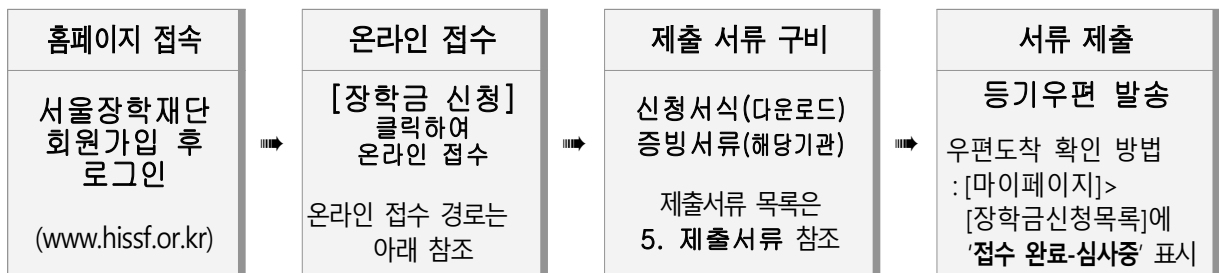 홈페이지 접속
서울장학재단
회원가입 후
로그인
(www.hissf.or.kr)
➠
온라인 접수
[장학금 신청]
클릭하여
온라인 접수
온라인 접수 경로는
아래 참조
➠
제출 서류 구비
신청서식(다운로드)
증빙서류(해당기관)
제출서류 목록은
5. 제출서류 참조
➠
서류 제출
등기우편 발송
우편도착 확인 방법
: [마이페이지]>
[장학금신청목록]에
'접수 완료-심사중' 표시